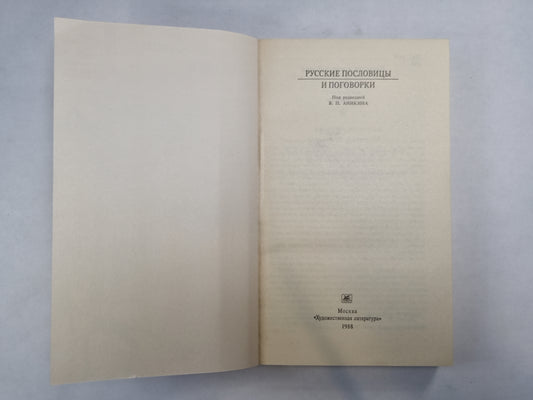 РУССКИЕ ПОСЛОВИЦЫ
И ПОГОВОРКИ
Под редакцией
В. П. АНИКИНА
Москва
«Художественная литература»
1988